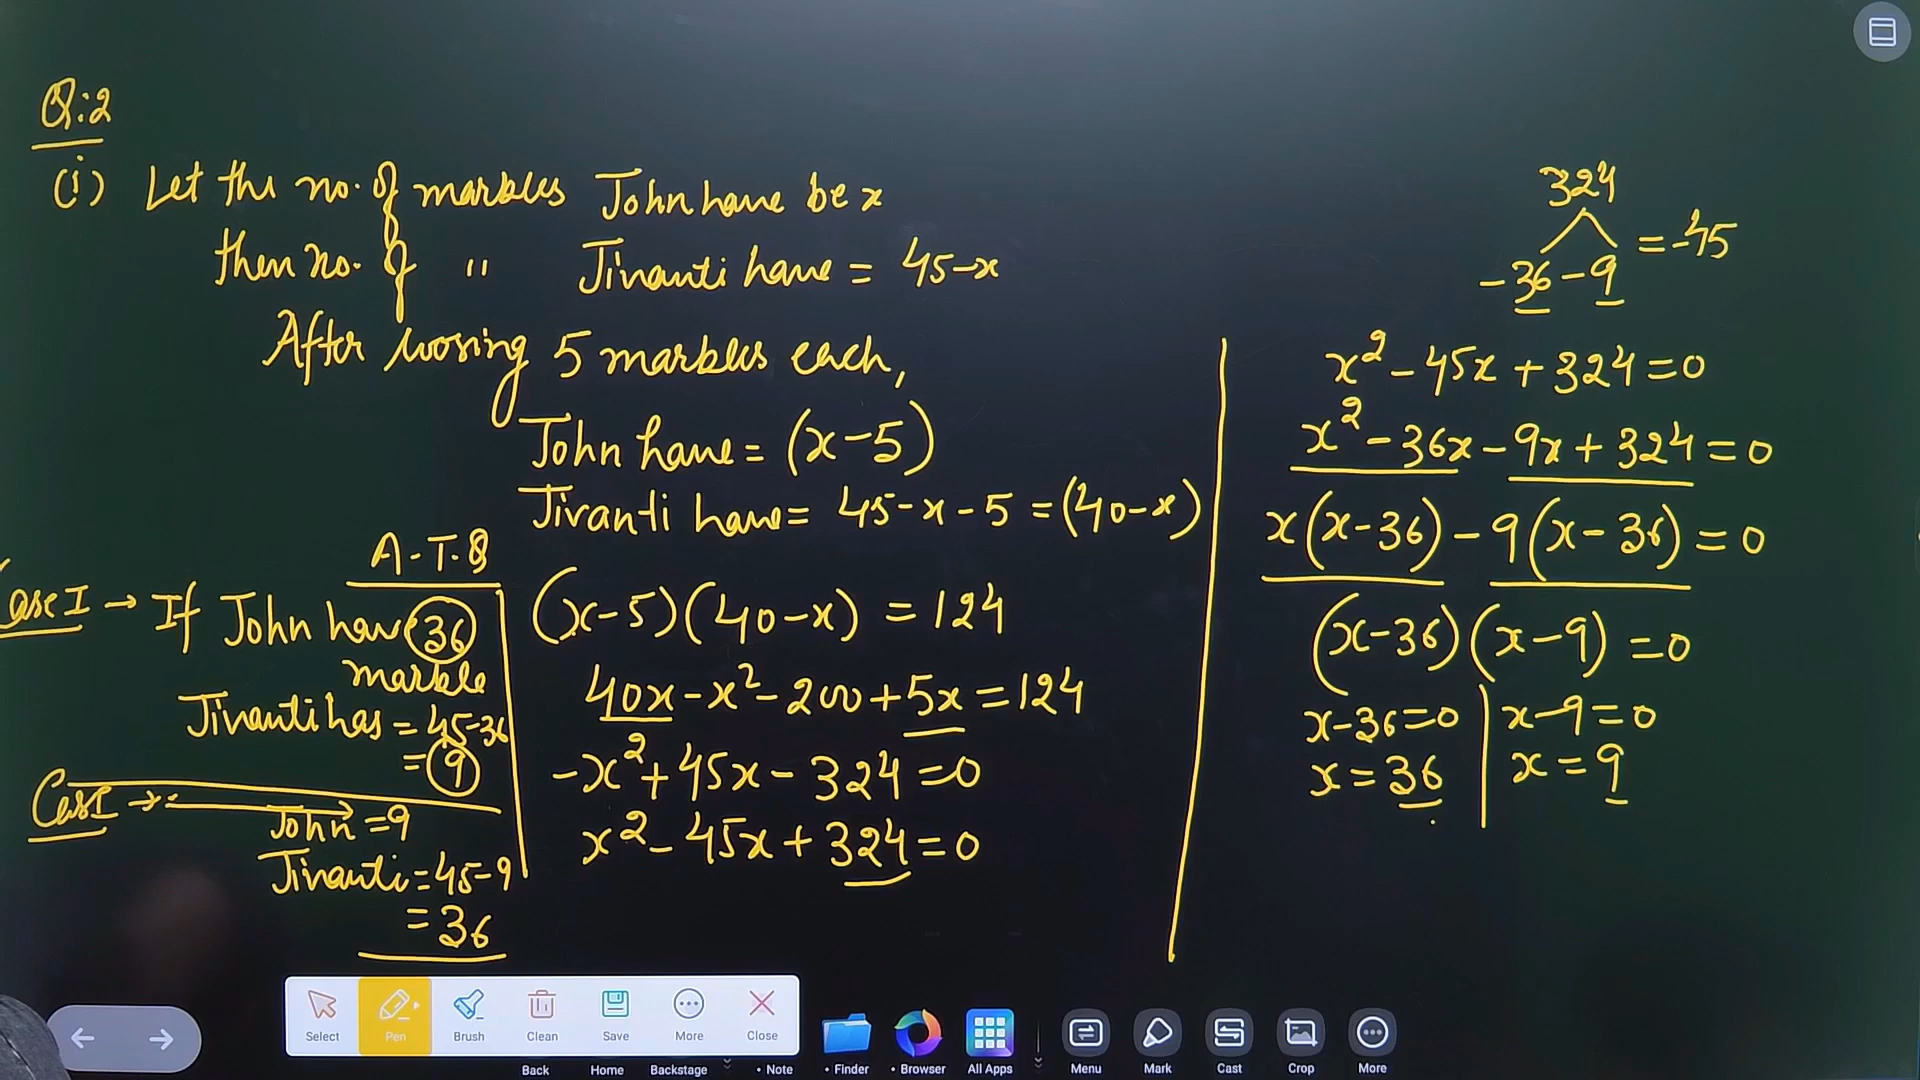 Q:2
(i) Let the no. of marbles John have be x
then no. of " Jivanti have = 45-x
After loosing 5 marbles each,
John have = (x-5)
Jivanti have = 45-x-5 = (40-x)
A-T-Q
(x-5)(40-x) = 124
40x-x²-200+5x=124
-x²+45x-324=0
x²-45x+324=0
Case I → If John have 36
marble
Jivanti has = 45-36
= 9
Case I →
John = 9
Jivanti = 45-9
= 36
324
-36-9 = -45
x²-45x+324=0
x²-36x-9x+324=0
x(x-36)-9(x-36)=0
(x-36)(x-9)=0
x-36=0 | x-9=0
x=36 | x=9
Select Pen Brush Clean Save More Close
Back Home Backstage • Note • Finder • Browser All Apps Menu Mark Cast Crop More